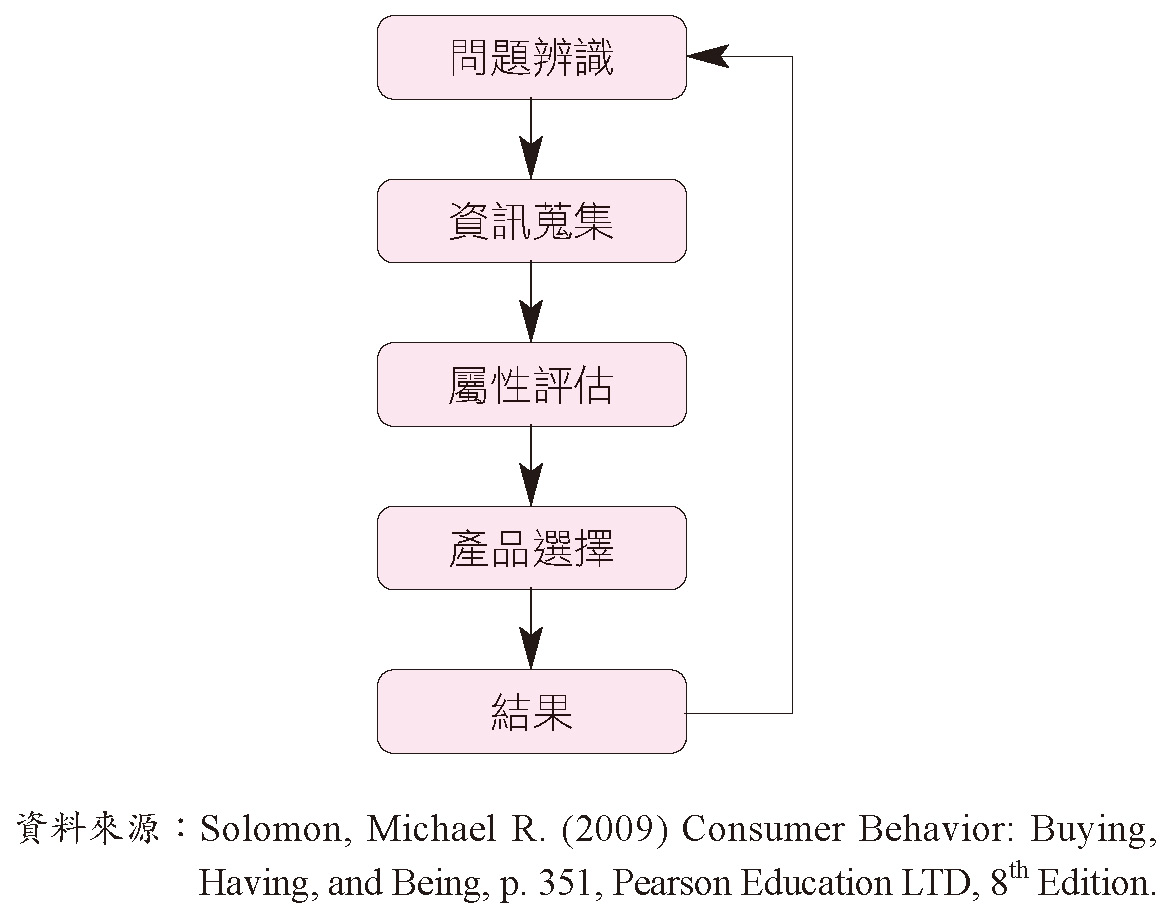 問題辨識
資訊蒐集
屬性評估
產品選擇
結果
資料來源：Solomon, Michael R. (2009) Consumer Behavior: Buying,
Having, and Being, p. 351, Pearson Education LTD, 8th Edition.